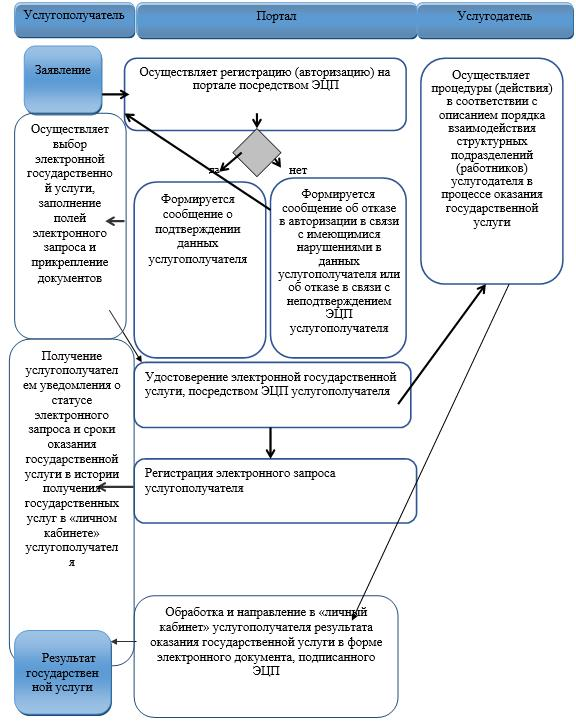 Услугополучатель
Портал
Услугодатель
Заявление
Осуществляет регистрацию (авторизацию) на
портале посредством ЭЦП
Осуществляет
процедуры (действия)
в соответствии с
описанием порядка
взаимодействия
структурных
подразделений
(работников)
услугодателя в
процессе оказания
государственной
услуги
Осуществляет
выбор
электронной
государственно
й услуги,
заполнение
полей
электронного
запроса и
прикрепление
документов
да
нет
Формируется
сообщение о
подтверждении
данных
услугополучателя
Формируется
сообщение об отказе
в авторизации в связи
с имеющимися
нарушениями в
данных
услугополучателя или
об отказе в связи с
неподтверждением
ЭЦП
услугополучателя
Получение
услугополучат
ем уведомления о
статусе
электронного
запроса и сроки
оказания
государственной
услуги в истории
получения
государственных
услуг в «личном
кабинете»
услугополучател
я
Удостоверение электронной государственной
услуги, посредством ЭЦП услугополучателя
Регистрация электронного запроса
услугополучателя
Обработка и направление в «личный
кабинет» услугополучателя результата
оказания государственной услуги в форме
электронного документа, подписанного
ЭЦП
Результат
государствен
ной услуги